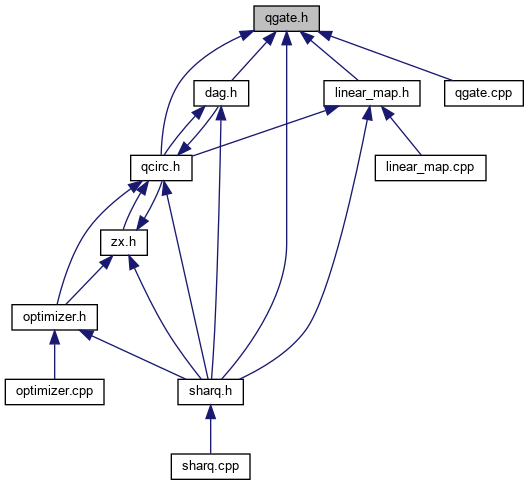 qgate.h
dag.h
linear_map.h
qgate.cpp
qcirc.h
linear_map.cpp
zx.h
optimizer.h
optimizer.cpp
sharq.h
sharq.cpp